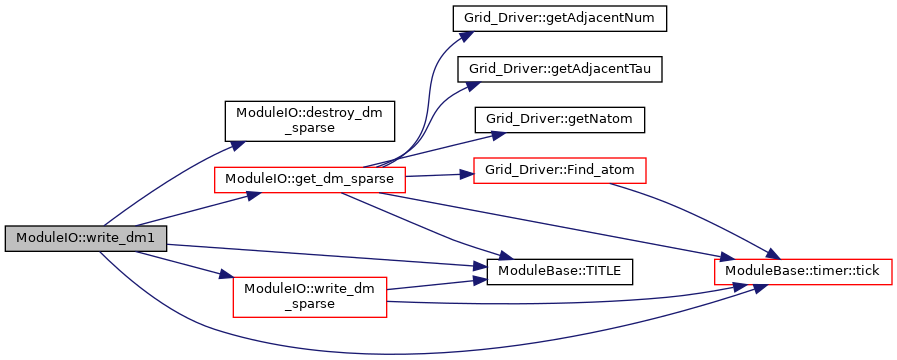 Grid_Driver::getAdjacentNum
Grid_Driver::getAdjacentTau
ModuleIO::destroy_dm
_sparse
Grid_Driver::getNatom
ModuleIO::get_dm_sparse
Grid_Driver::Find_atom
ModuleIO::write_dm1
ModuleBase::TITLE
ModuleBase::timer::tick
ModuleIO::write_dm
_sparse